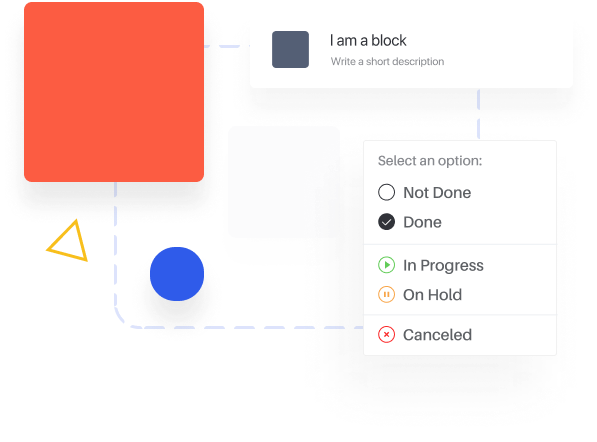 I am a block
Write a short description
Select an option:
Not Done
Done
In Progress
On Hold
Canceled